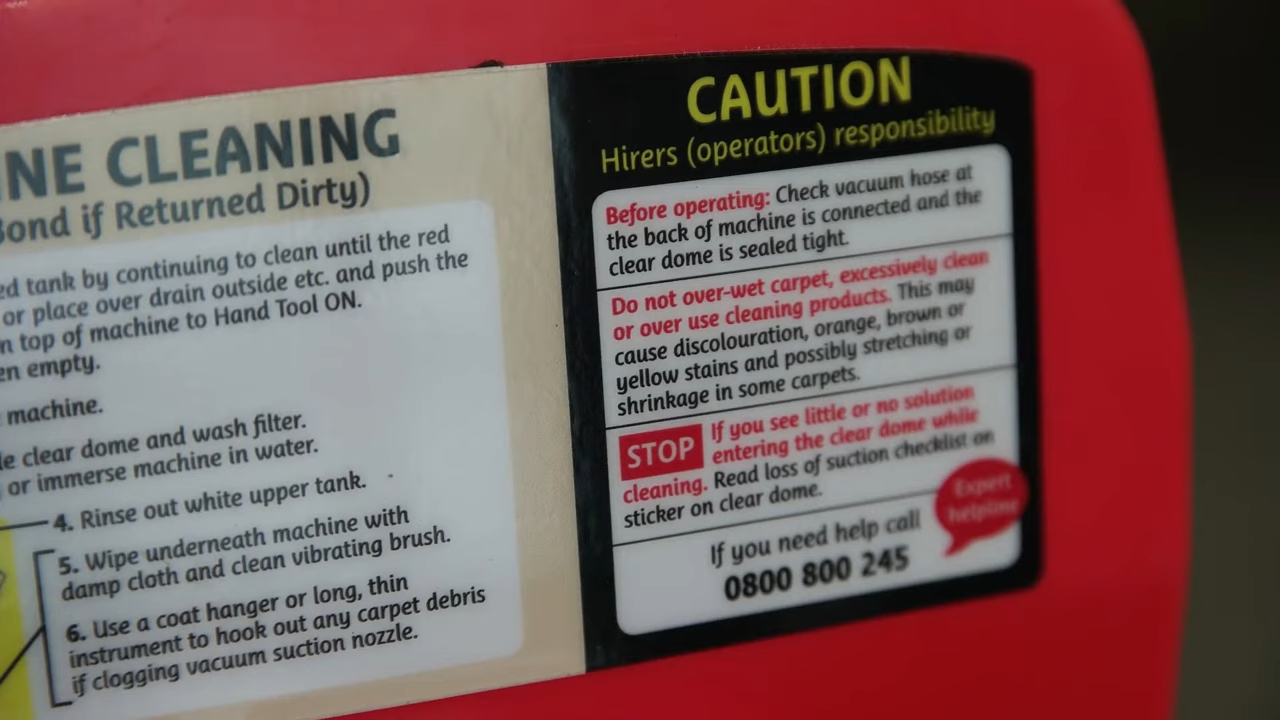 NE CLEANING
Bond if Returned Dirty)
ed tank by continuing to clean until the red
or place over drain outside etc. and push the
n top of machine to Hand Tool ON.
en empty.
machine.
le clear dome and wash filter.
or immerse machine in water.
4. Rinse out white upper tank.
5. Wipe underneath machine with
damp cloth and clean vibrating brush.
6. Use a coat hanger or long, thin
instrument to hook out any carpet debris
if clogging vacuum suction nozzle.
CAUTION
Hirers (operators) responsibility
Before operating: Check vacuum hose at
the back of machine is connected and the
clear dome is sealed tight.
Do not over-wet carpet, excessively clean
or over use cleaning products. This may
cause discolouration, orange, brown or
yellow stains and possibly stretching or
shrinkage in some carpets.
STOP
If you see little or no solution
entering the clear dome while
cleaning. Read loss of suction checklist on
sticker on clear dome.
Expert
helpline
If you need help call
0800 800 245